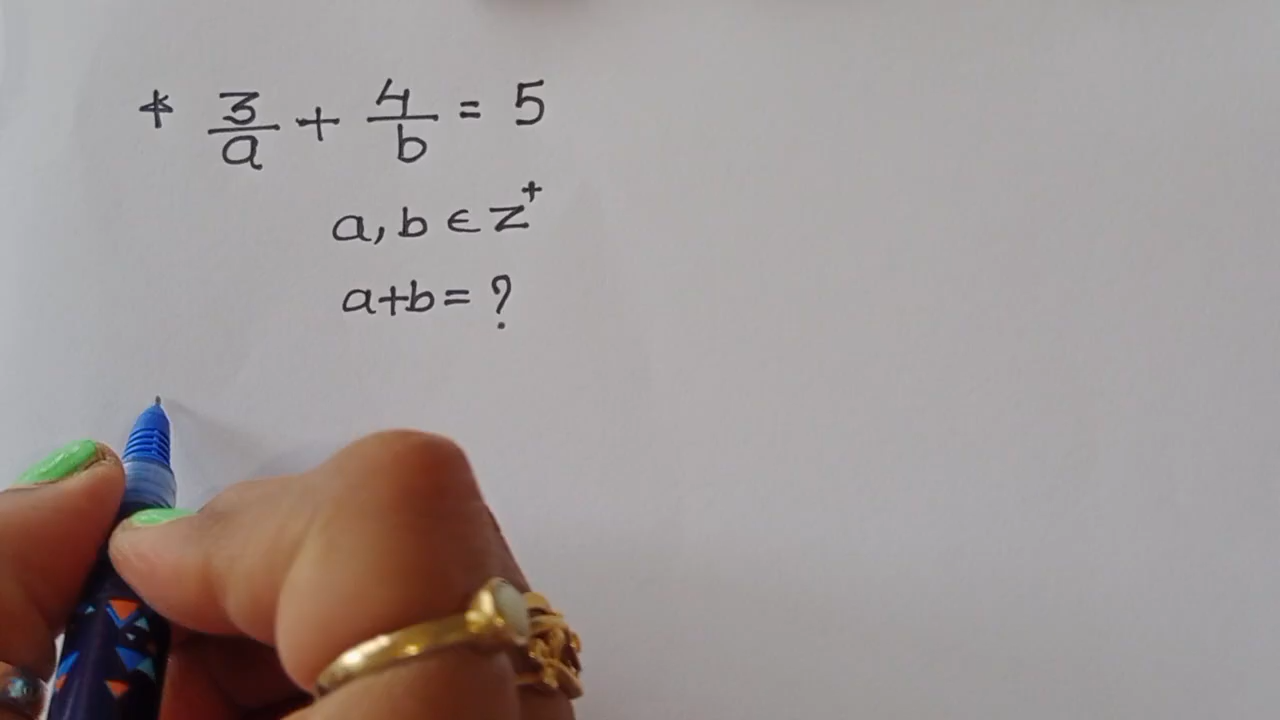 * 3/a + 4/b = 5
a, b ∈ Z⁺
a+b = ?